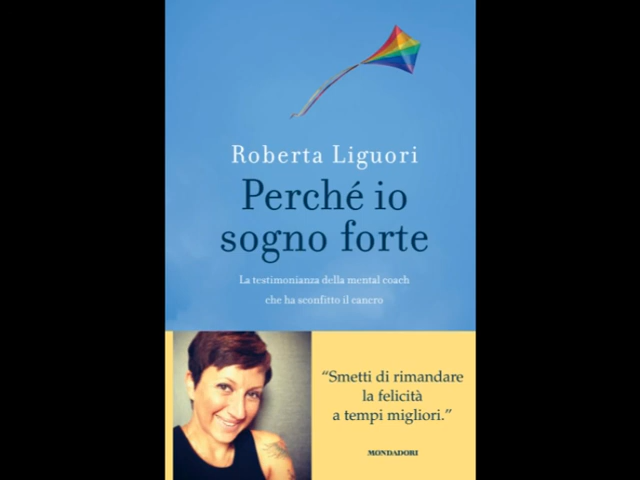 Roberta Liguori
Perché io
sogno forte
La testimonianza della mental coach
che ha sconfitto il cancro
“Smetti di rimandare
la felicità
a tempi migliori.”
MONDADORI